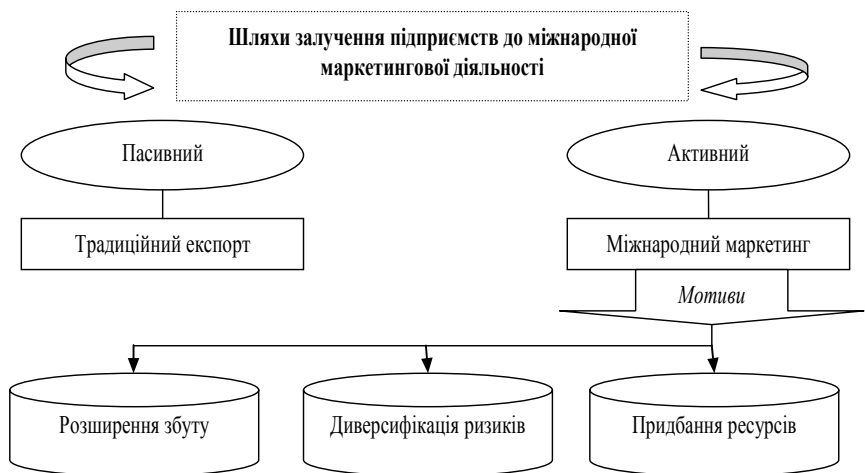 Шляхи залучення підприємств до міжнародної
маркетингової діяльності
Пасивний
Активний
Традиційний експорт
Міжнародний маркетинг
Мотиви
Розширення збуту
Диверсифікація ризиків
Придбання ресурсів